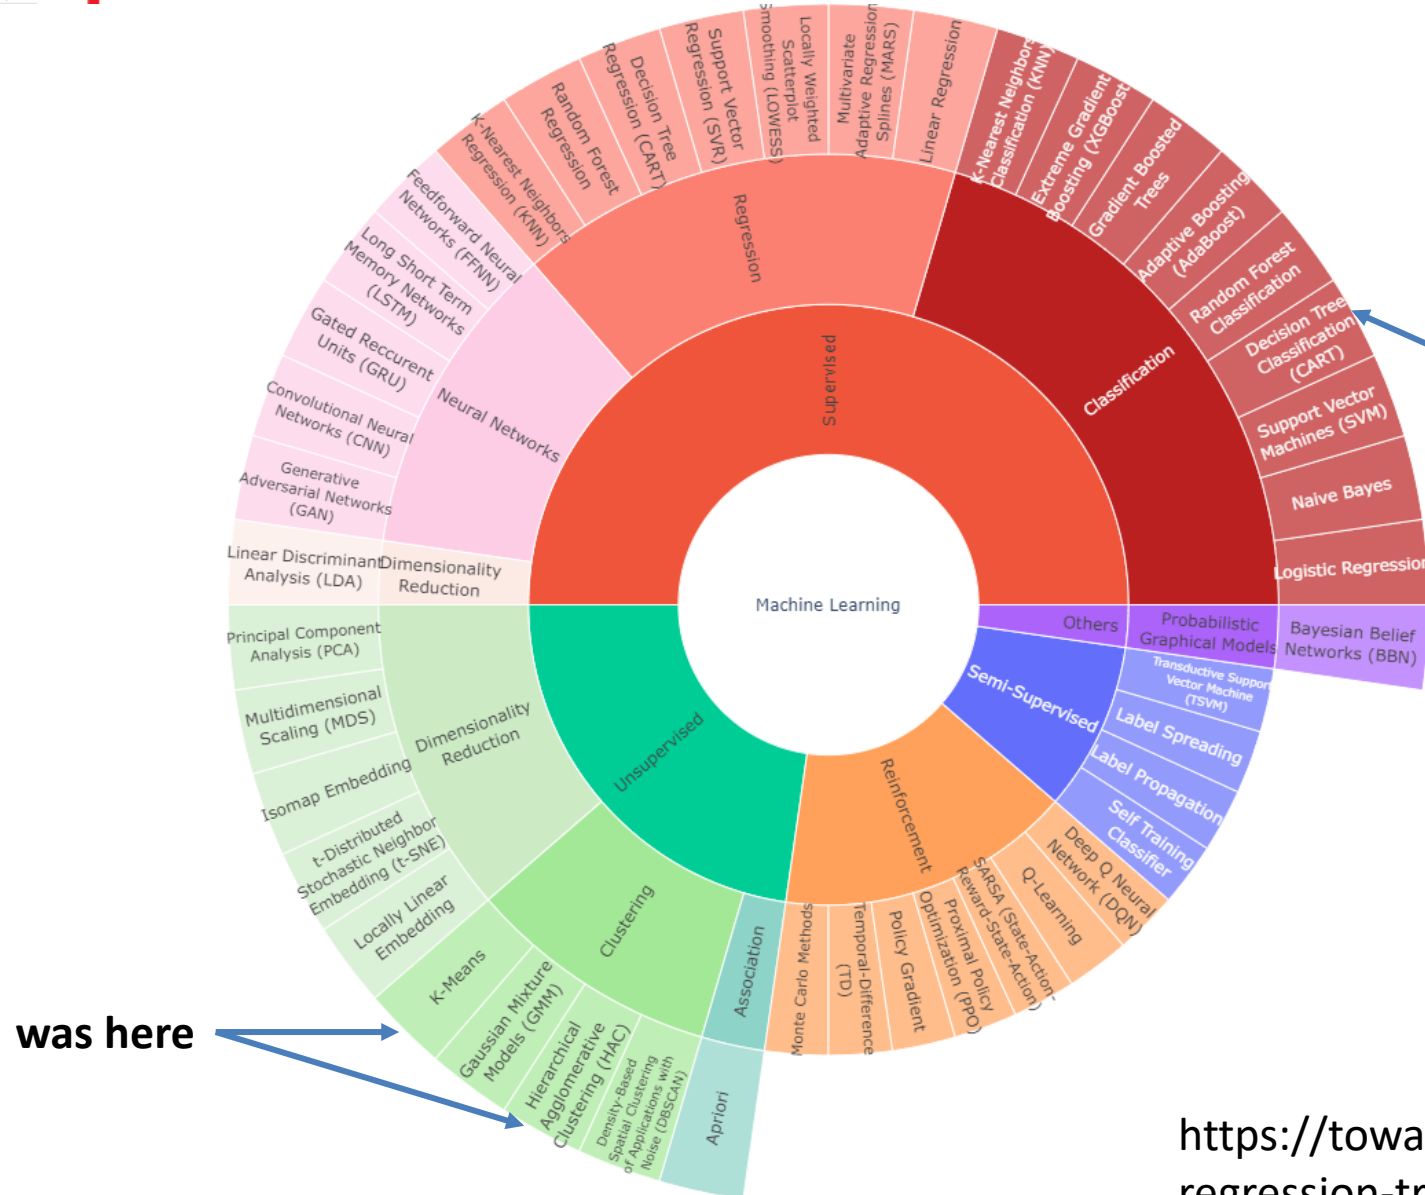 Machine Learning
Supervised
Regression
Classification
Neural Networks
Dimensionality
Reduction
Unsupervised
Dimensionality
Reduction
Clustering
Association
Reinforcement
Semi-Supervised
Others
Probabilistic
Graphical Models
Linear Discriminant
Analysis (LDA)
Generative
Adversarial Networks
(GAN)
Convolutional Neural
Networks (CNN)
Gated Reccurent
Units (GRU)
Long Short Term
Memory Networks
(LSTM)
Feedforward Neural
Networks (FFNN)
K-Nearest Neighbors
Regression (KNN)
Random Forest
Regression
Decision Tree
Regression (CART)
Support Vector
Regression (SVR)
Locally Weighted
Scatterplot
Smoothing (LOWESS)
Multivariate
Adaptive Regression
Splines (MARS)
Linear Regression
K-Nearest Neighbors
Classification (KNN)
Extreme Gradient
Boosting (XGBoost
Gradient Boosted
Trees
Adaptive Boosting
(AdaBoost)
Random Forest
Classification
Decision Tree
Classification
(CART)
Support Vector
Machines (SVM)
Naive Bayes
Logistic Regression
Bayesian Belief
Networks (BBN)
Transductive Support
Vector Machine
(TSVM)
Label Spreading
Label Propagation
Self Training
Classifier
Deep Q Neural
Network (DQN)
Q-Learning
SARSA (State-Action-
Reward-State-Action)
Proximal Policy
Optimization (PPO)
Policy Gradient
Temporal-Difference
(TD)
Monte Carlo Methods
Apriori
Density-Based
Spatial Clustering
of Applications with
Noise (DBSCAN)
Hierarchical
Agglomerative
Clustering (HAC)
Gaussian Mixture
Models (GMM)
K-Means
Locally Linear
Embedding
t-Distributed
Stochastic Neighbor
Embedding (t-SNE)
Isomap Embedding
Multidimensional
Scaling (MDS)
Principal Component
Analysis (PCA)
was here
https://towa
regression-tr